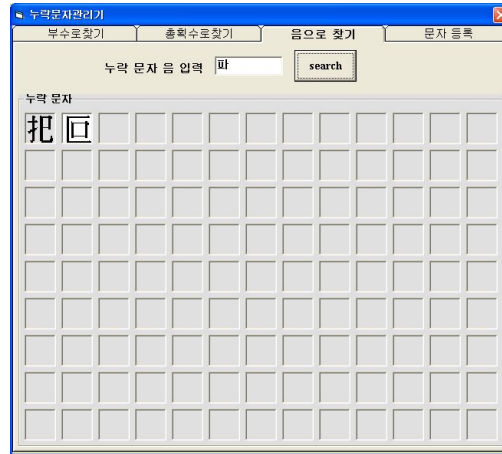 누락문자관리기
부수로찾기 총획수로찾기 음으로 찾기 문자 등록
누락 문자 음 입력 파 search
누락 문자
把